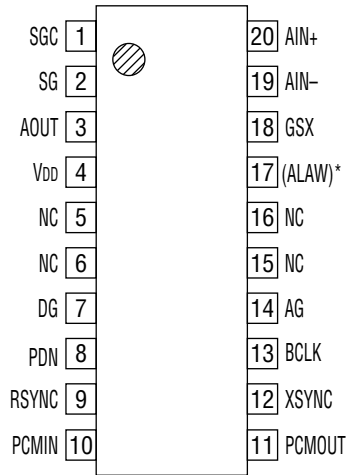 SGC 1 20 AIN+
SG 2 19 AIN–
AOUT 3 18 GSX
VDD 4 17 (ALAW)*
NC 5 16 NC
NC 6 15 NC
DG 7 14 AG
PDN 8 13 BCLK
RSYNC 9 12 XSYNC
PCMIN 10 11 PCMOUT